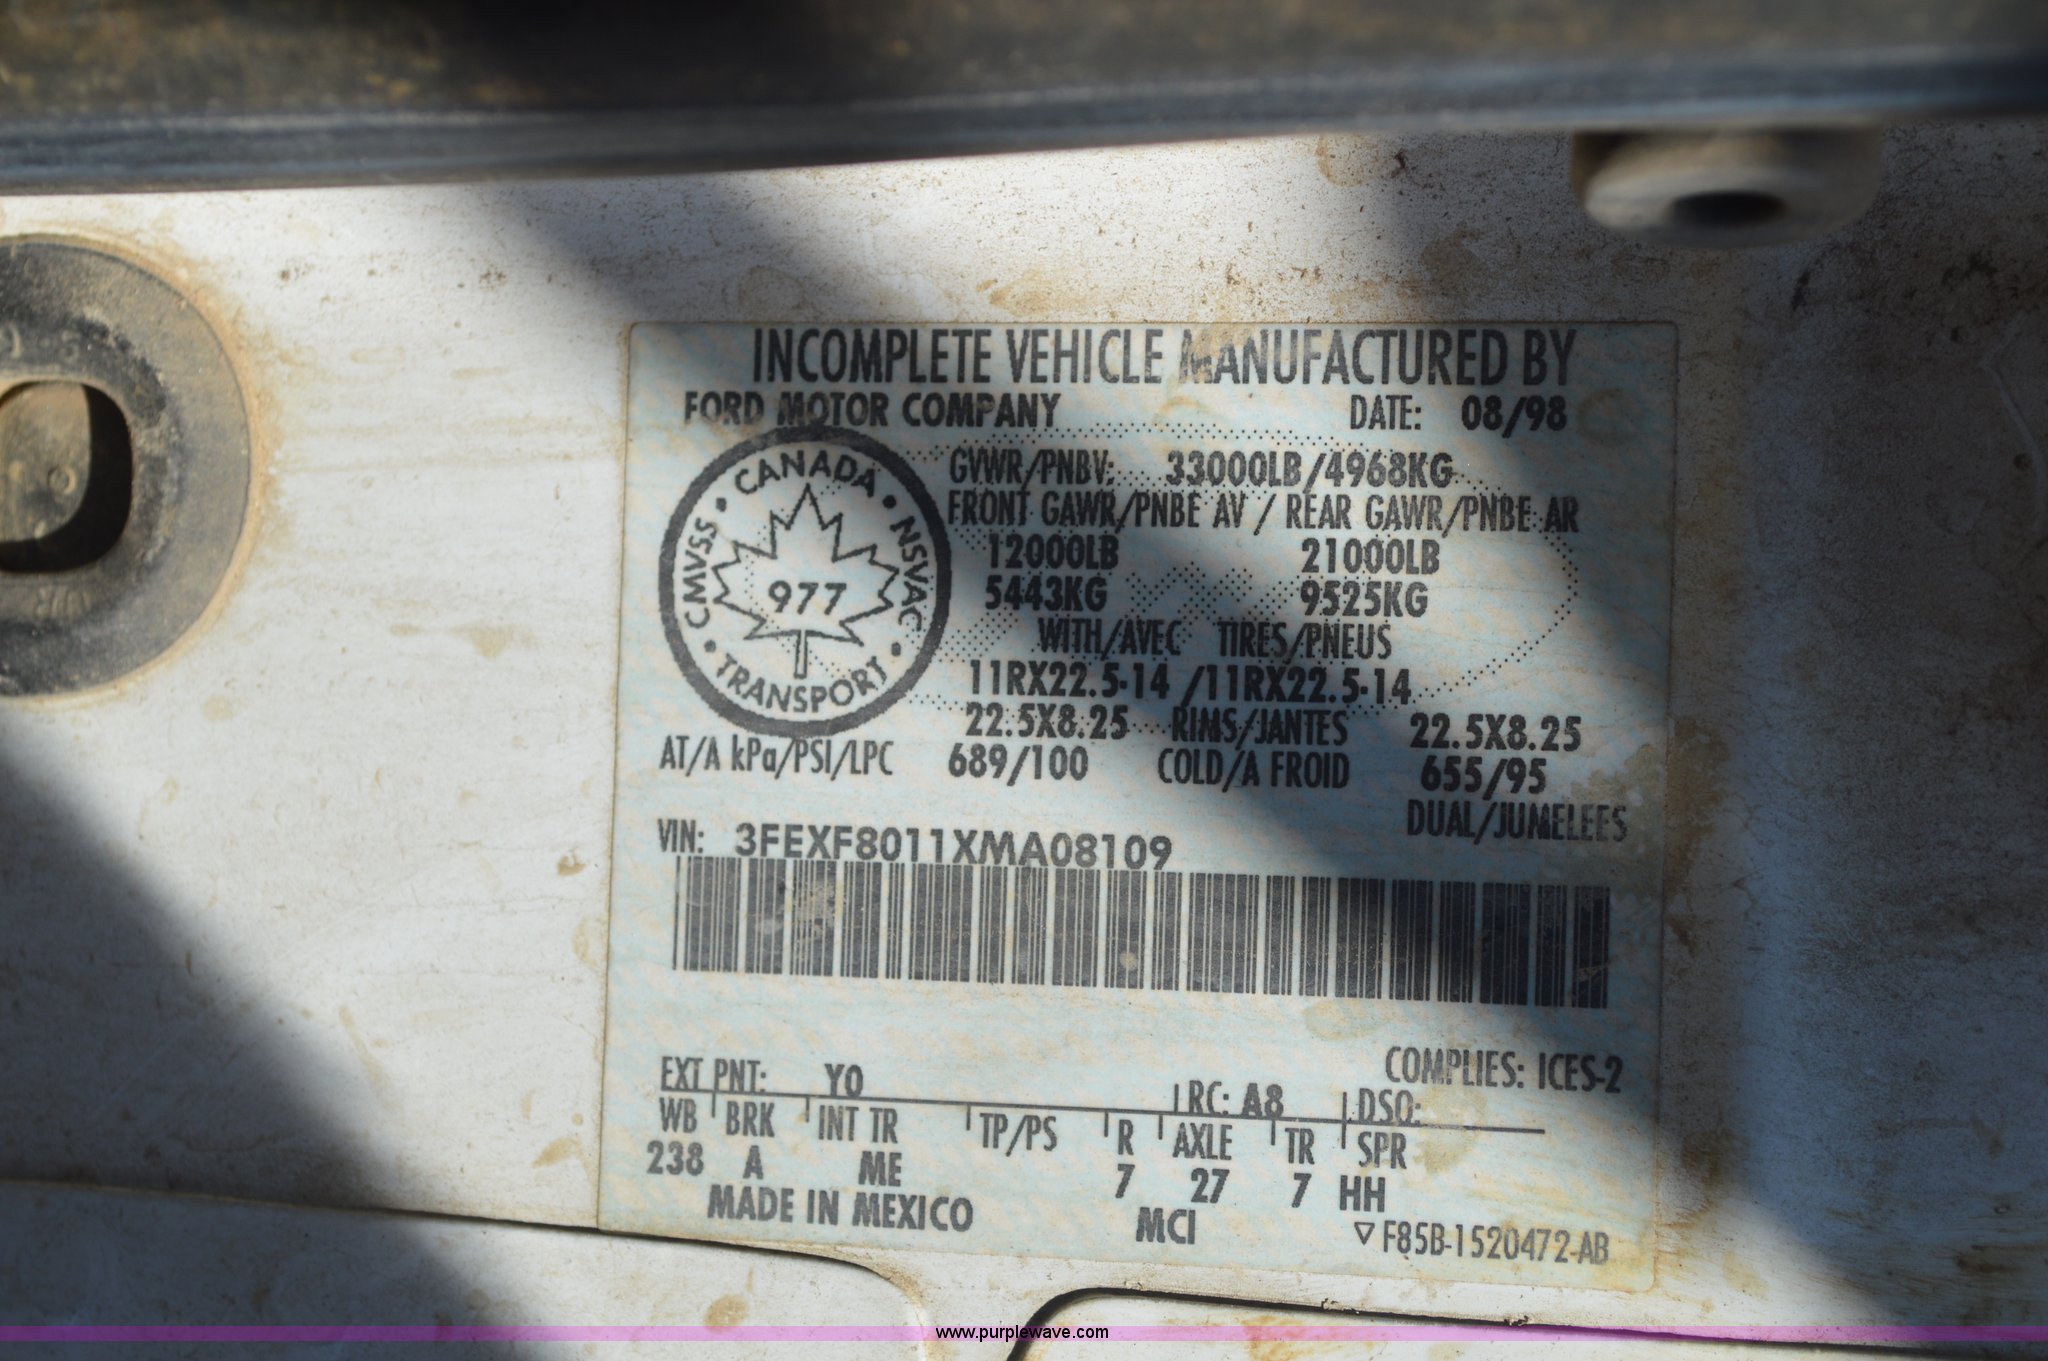 INCOMPLETE VEHICLE MANUFACTURED BY
FORD MOTOR COMPANY DATE: 08/98
CANADA • NSVAC • TRANSPORT • CMVSS •
977
GVWR/PNBV: 33000LB/4968KG
FRONT GAWR/PNBE AV / REAR GAWR/PNBE AR
12000LB 21000LB
5443KG 9525KG
WITH/AVEC TIRES/PNEUS
11RX22.5-14 /11RX22.5-14
22.5X8.25 RIMS/JANTES 22.5X8.25
AT/A kPa/PSI/LPC 689/100 COLD/A FROID 655/95
DUAL/JUMELEES
VIN: 3FEXF8011XMA08109
COMPLIES: ICES-2
EXT PNT: Y0 RC: A8 DSO:
WB BRK INT TR TP/PS R AXLE TR SPR
238 A ME 7 27 7 HH
MADE IN MEXICO MCI ▽ F85B-1520472-AB
www.purplewave.com